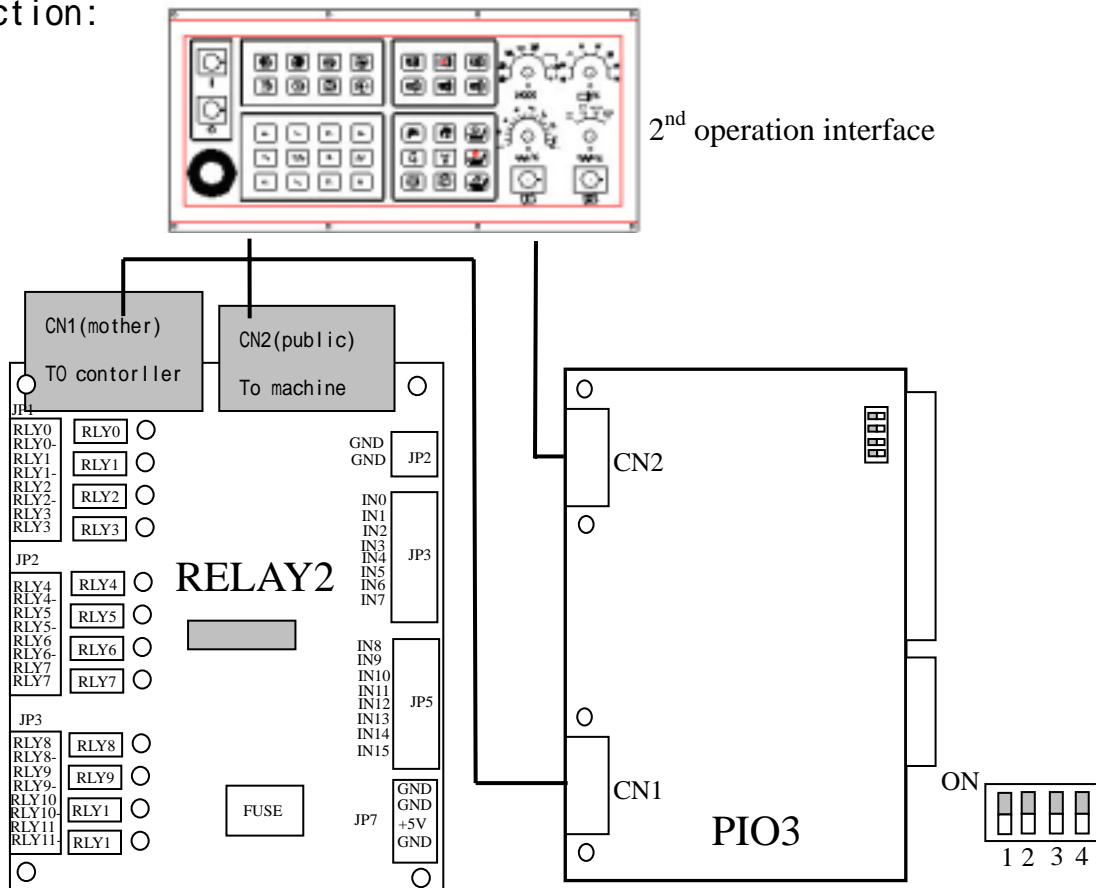 ction:
2nd operation interface
CN1(mother)
TO contorller
CN2(public)
To machine
JP1
RLY0
RLY0-
RLY1
RLY1-
RLY2
RLY2-
RLY3
RLY3
RLY0
RLY1
RLY2
RLY3
JP2
RLY4
RLY4-
RLY5
RLY5-
RLY6
RLY6-
RLY7
RLY7
RLY4
RLY5
RLY6
RLY7
JP3
RLY8
RLY8-
RLY9
RLY9-
RLY10
RLY10-
RLY11
RLY11-
RLY8
RLY9
RLY1
RLY1
RELAY2
FUSE
GND
GND
JP2
IN0
IN1
IN2
IN3
IN4
IN5
IN6
IN7
JP3
IN8
IN9
IN10
IN11
IN12
IN13
IN14
IN15
JP5
JP7
GND
GND
+5V
GND
CN2
CN1
PIO3
ON
1 2 3 4